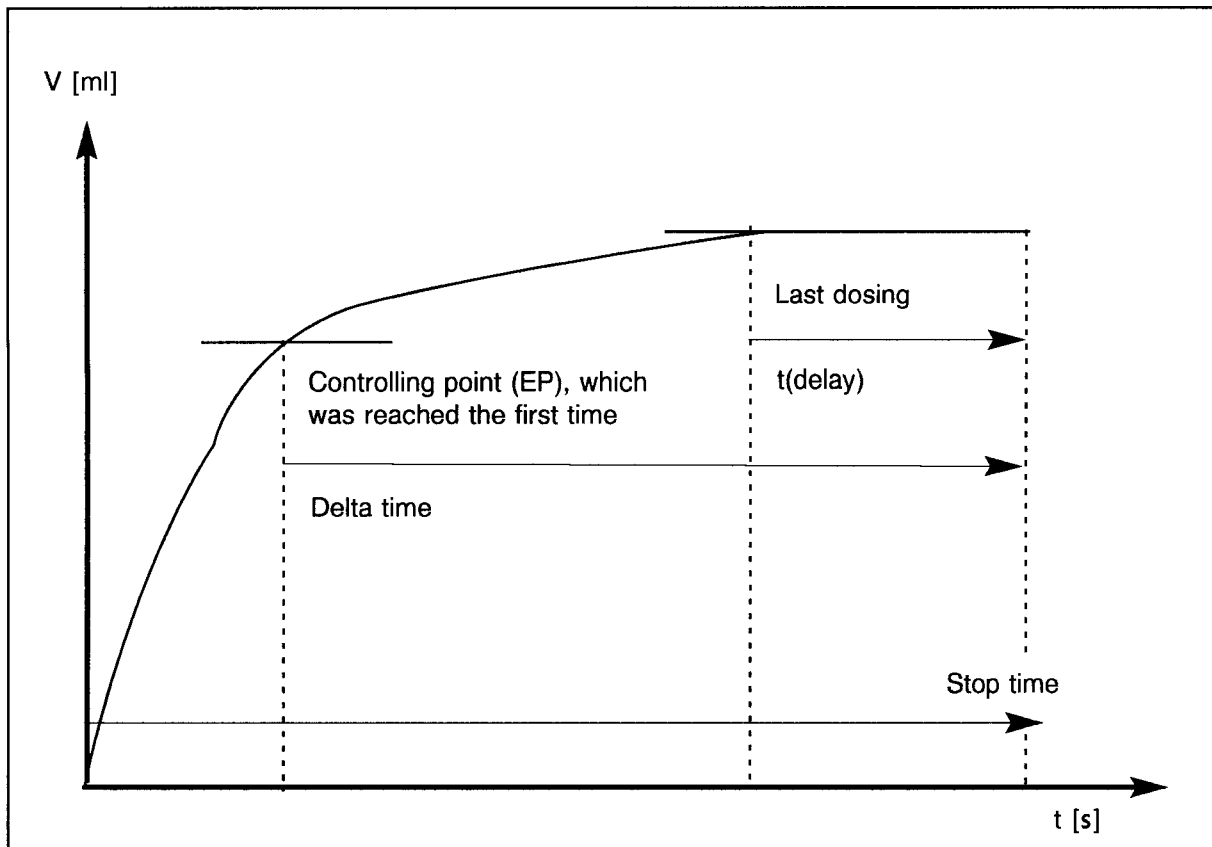 V [ml]
Last dosing
t(delay)
Controlling point (EP), which
was reached the first time
Delta time
Stop time
t [s]